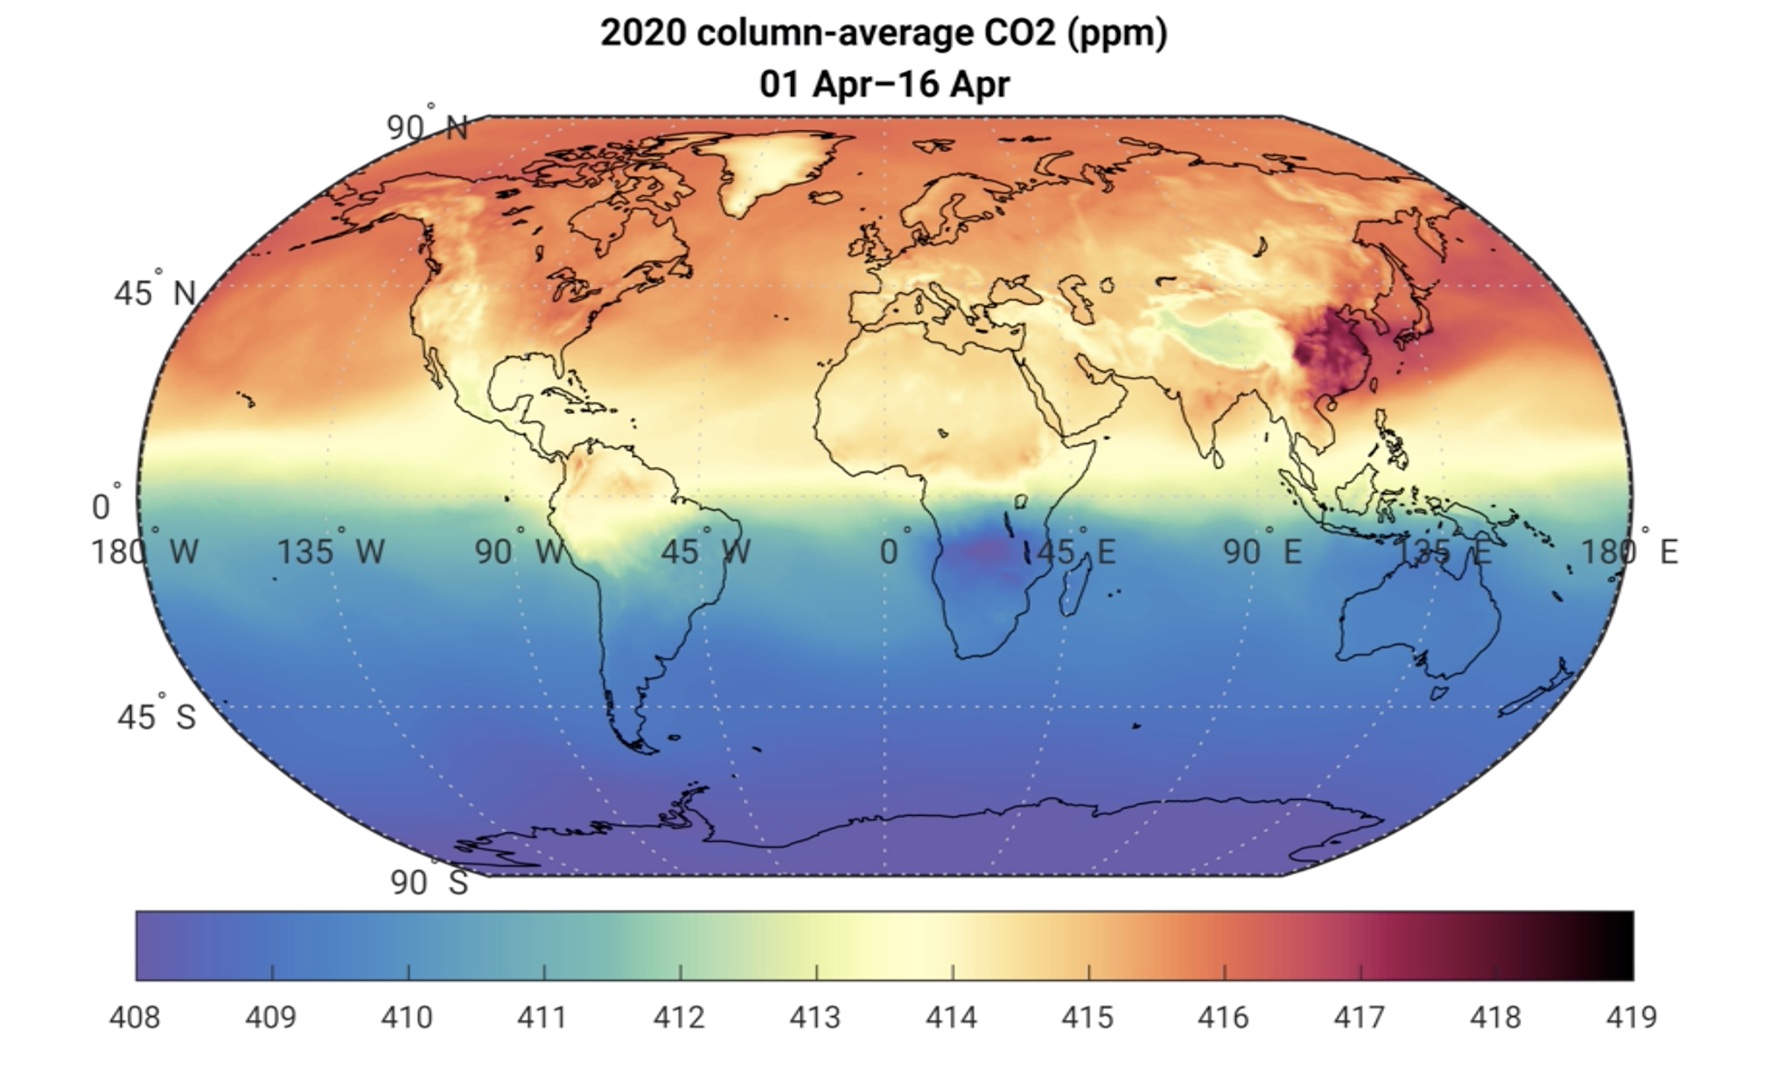 2020 column-average CO2 (ppm)
01 Apr–16 Apr
90° N
45° N
0°
180° W 135° W 90° W 45° W 0° 45° E 90° E 135° E 180° E
45° S
90° S
408 409 410 411 412 413 414 415 416 417 418 419